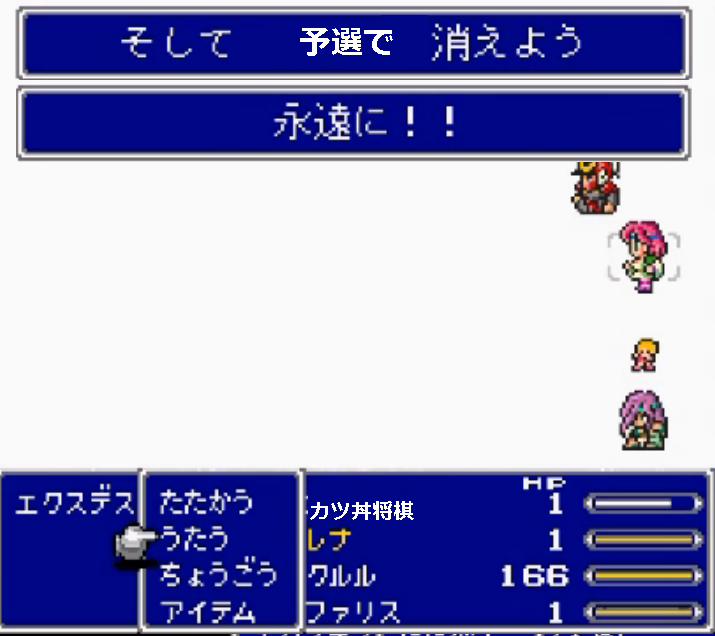 そして 予選で 消えよう
永遠に!!
HP
エクスデス たたかう カツ丼将棋 1
うたう レナ 1
ちょうごう クルル 166
アイテム ファリス 1